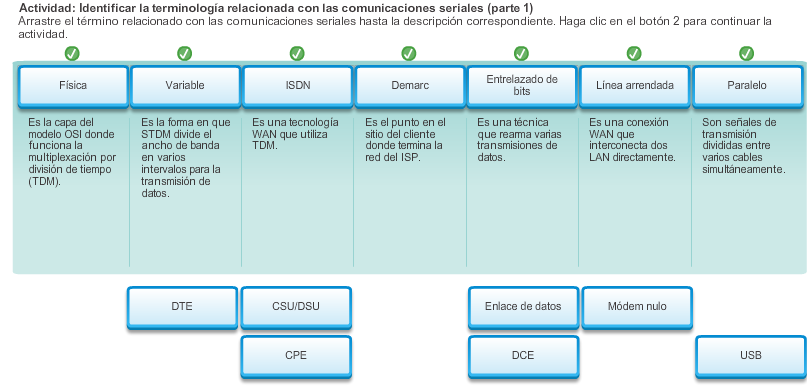 Actividad: Identificar la terminología relacionada con las comunicaciones seriales (parte 1)
Arrastre el término relacionado con las comunicaciones seriales hasta la descripción correspondiente. Haga clic en el botón 2 para continuar la
actividad.
Física
Variable
ISDN
Demarc
Entrelazado de
bits
Línea arrendada
Paralelo
Es la capa del
modelo OSI donde
funciona la
multiplexación por
división de tiempo
(TDM).
Es la forma en que
STDM divide el
ancho de banda
en varios
intervalos para la
transmisión de
datos.
Es una tecnología
WAN que utiliza
TDM.
Es el punto en el
sitio del cliente
donde termina la
red del ISP.
Es una técnica
que rearma varias
transmisiones de
datos.
Es una conexión
WAN que
interconecta dos
LAN directamente.
Son señales de
transmisión
divididas entre
varios cables
simultáneamente.
DTE
CSU/DSU
Enlace de datos
Módem nulo
CPE
DCE
USB